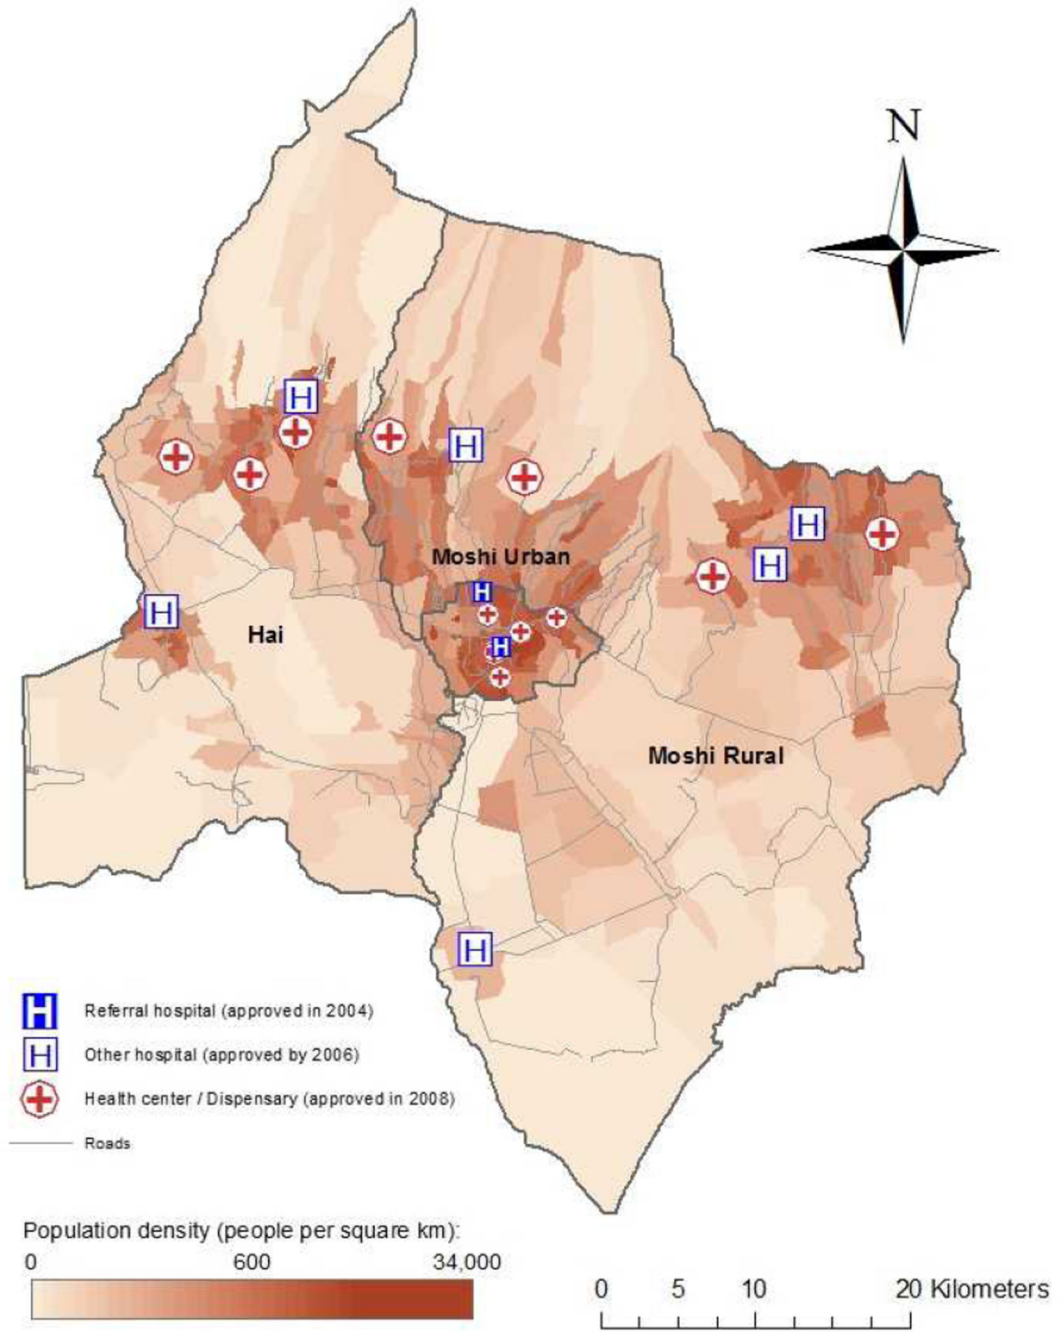 N
H
H
H
H
Moshi Urban
H
H
H
Hai
H
Moshi Rural
H
H Referral hospital (approved in 2004)
H Other hospital (approved by 2006)
Health center / Dispensary (approved in 2008)
Roads
Population density (people per square km):
0 600 34,000
0 5 10 20 Kilometers